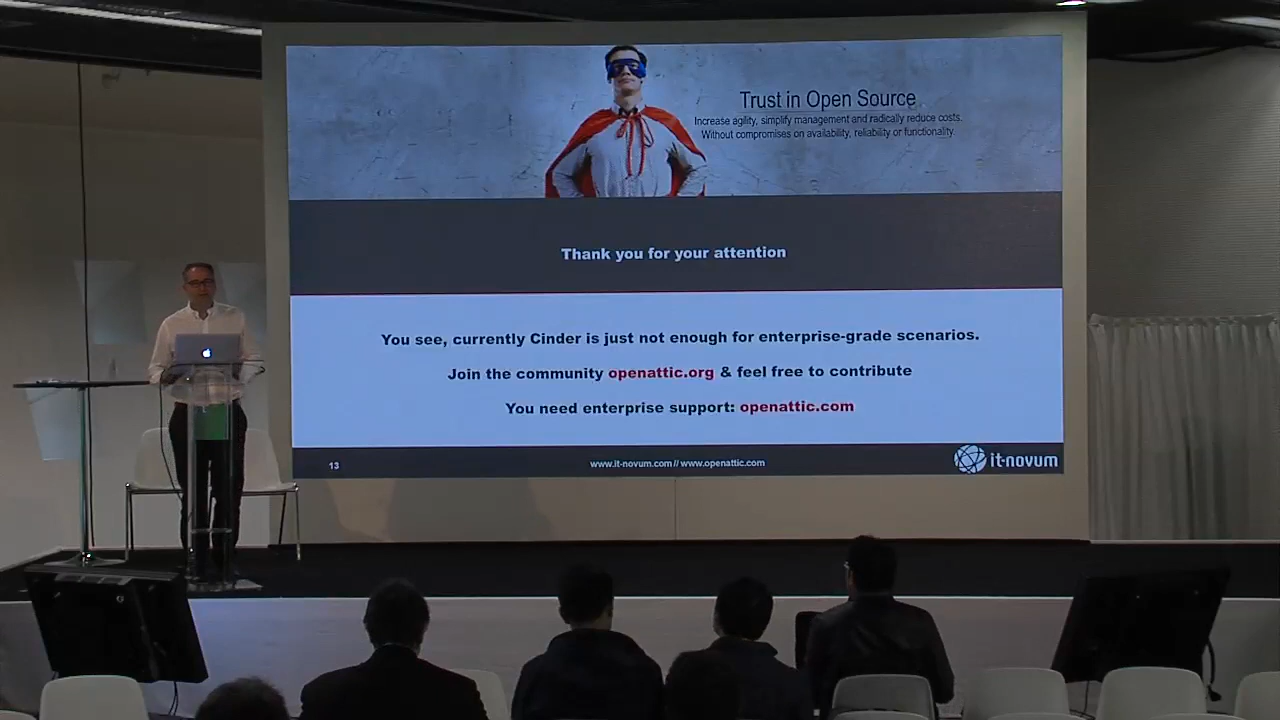 Trust in Open Source
Increase agility, simplify management and radically reduce costs.
Without compromises on availability, reliability or functionality.
Thank you for your attention
You see, currently Cinder is just not enough for enterprise-grade scenarios.
Join the community openattic.org & feel free to contribute
You need enterprise support: openattic.com
13
www.it-novum.com // www.openattic.com
it-novum